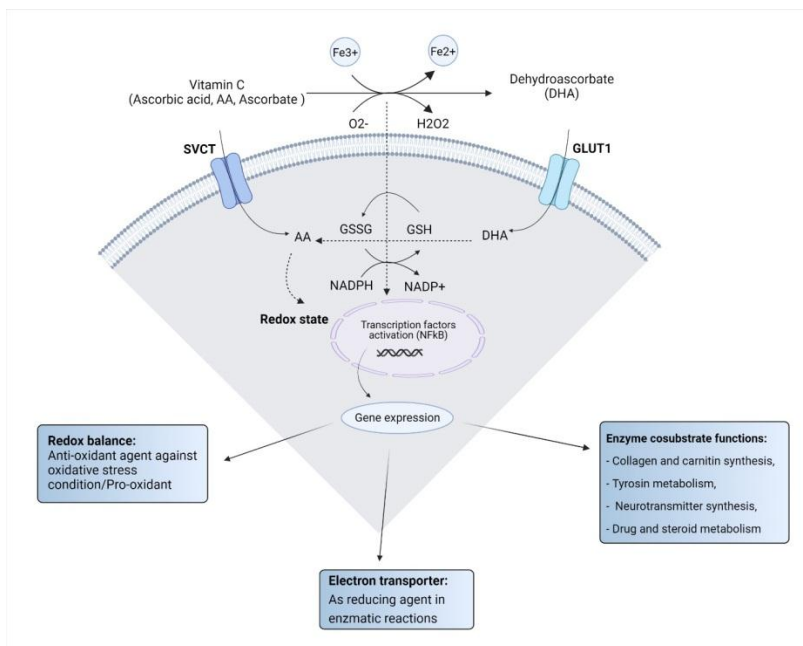 Fe3+
Fe2+
Vitamin C
(Ascorbic acid, AA, Ascorbate )
Dehydroascorbate
(DHA)
O2-
H2O2
SVCT
GLUT1
GSSG
GSH
AA
DHA
NADPH
NADP+
Redox state
Transcription factors
activation (NFkB)
Gene expression
Redox balance:
Anti-oxidant agent against
oxidative stress
condition/Pro-oxidant
Enzyme cosubstrate functions:
- Collagen and carnitin synthesis,
- Tyrosin metabolism,
- Neurotransmitter synthesis,
- Drug and steroid metabolism
Electron transporter:
As reducing agent in
enzmatic reactions